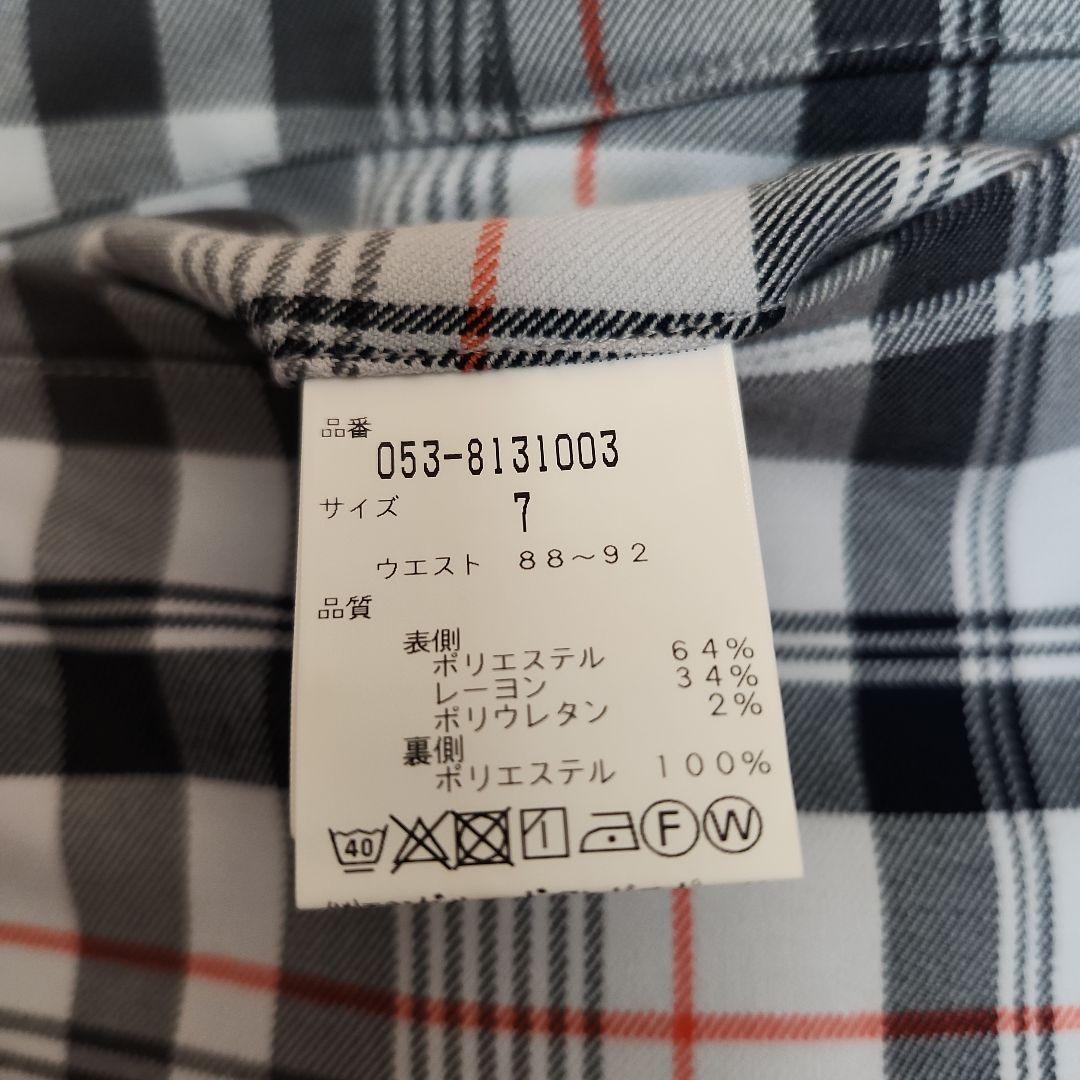 品番
053-8131003
サイズ 7
ウエスト 88～92
品質
表側
ポリエステル 64%
レーヨン 34%
ポリウレタン 2%
裏側
ポリエステル 100%
40 F W